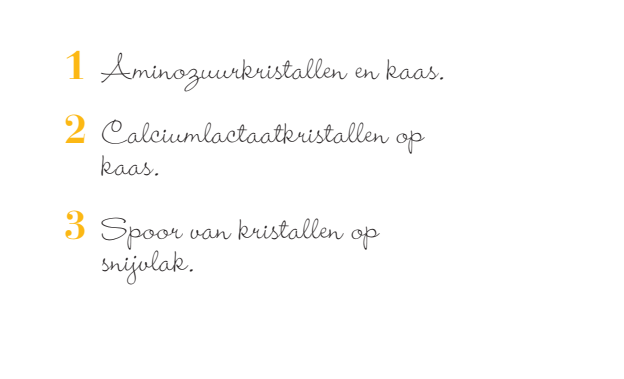 1 Aminozuurkristallen en kaas.
2 Calciumlactaatkristallen op
kaas.
3 Spoor van kristallen op
snijvlak.